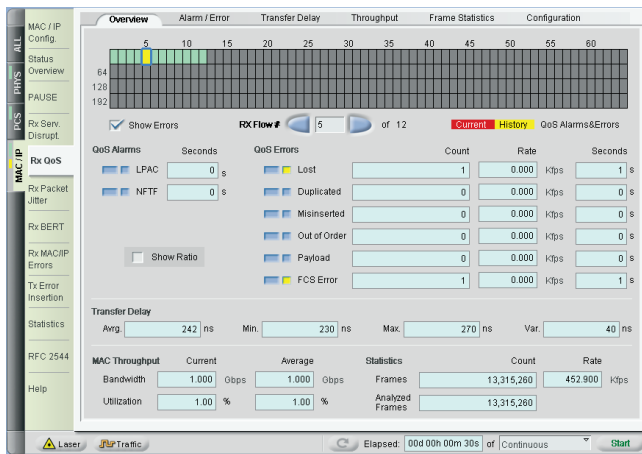 Overview Alarm / Error Transfer Delay Throughput Frame Statistics Configuration
ALL
PHYS
PCS
MAC / IP
MAC / IP
Config.
Status
Overview
PAUSE
Rx Serv.
Disrupt.
Rx QoS
Rx Packet
Jitter
Rx BERT
Rx MAC/IP
Errors
Tx Error
Insertion
Statistics
RFC 2544
Help
5 10 15 20 25 30 35 40 45 50 55 60
64
128
192
Show Errors RX Flow # 5 of 12 Current History QoS Alarms&Errors
QoS Alarms Seconds QoS Errors Count Rate Seconds
LPAC 0 s Lost 1 0.000 Kfps 1 s
NFTF 0 s Duplicated 0 0.000 Kfps 0 s
Misinserted 0 0.000 Kfps 0 s
Out of Order 0 0.000 Kfps 0 s
Show Ratio Payload 0 0.000 Kfps 0 s
FCS Error 1 0.000 Kfps 1 s
Transfer Delay
Avrg. 242 ns Min. 230 ns Max. 270 ns Var. 40 ns
MAC Throughput Current Average Statistics Count Rate
Bandwidth 1.000 Gbps 1.000 Gbps Frames 13,315,260 452.900 Kfps
Utilization 1.00 % 1.00 % Analyzed Frames 13,315,260
Laser Traffic Elapsed: 00d 00h 00m 30s of Continuous Start